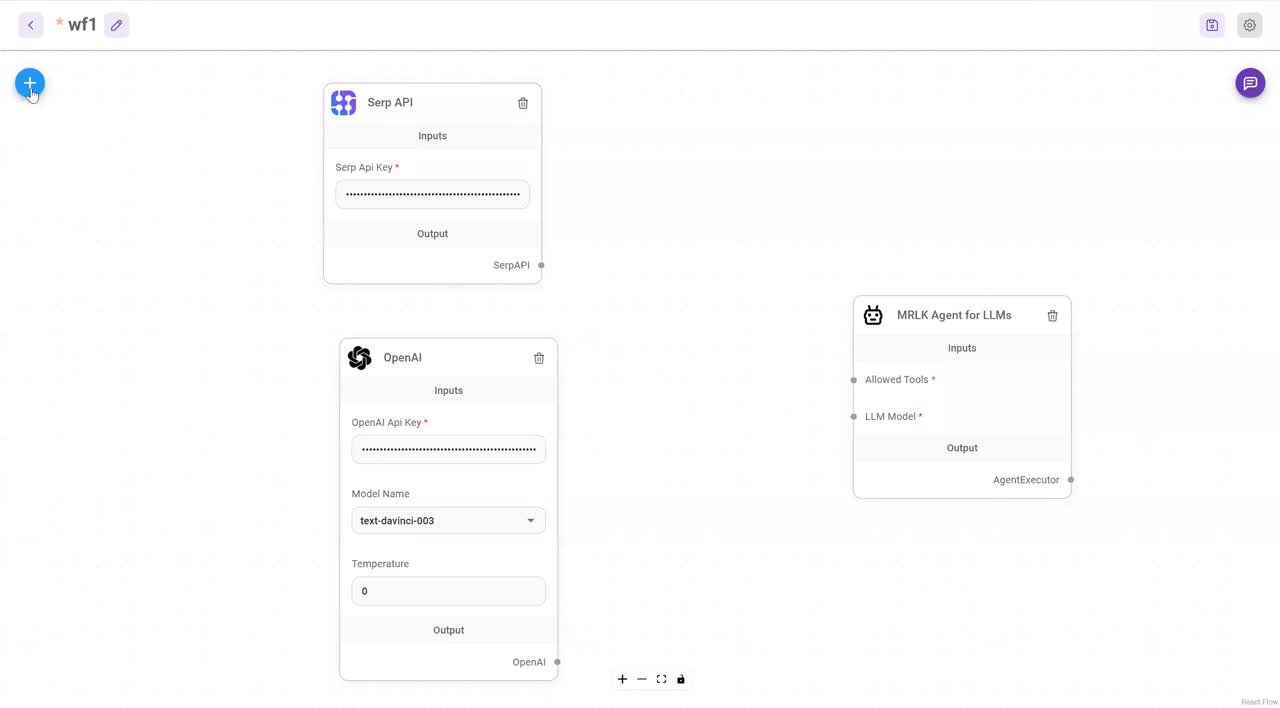 * wf1
Serp API
Inputs
Serp Api Key *
••••••••••••••••••••••••••••••••••••••••••••••••
Output
SerpAPI
OpenAI
Inputs
OpenAI Api Key *
••••••••••••••••••••••••••••••••••••••••••••••••
Model Name
text-davinci-003
Temperature
0
Output
OpenAI
MRLK Agent for LLMs
Inputs
Allowed Tools *
LLM Model *
Output
AgentExecutor
React Flow